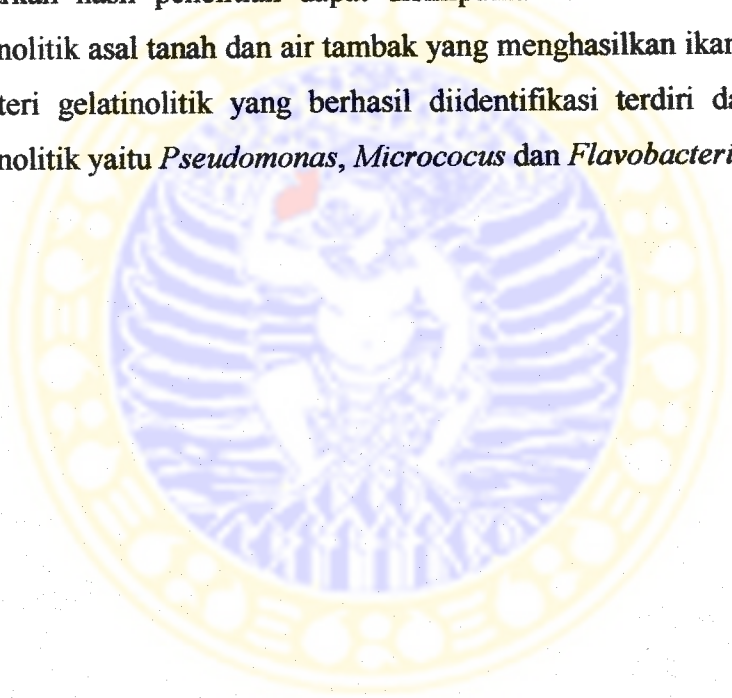 nolitik asal tanah dan air tambak yang menghasilkan ikan
teri gelatinolitik yang berhasil diidentifikasi terdiri da
nolitik yaitu Pseudomonas, Micrococus dan Flavobacteri